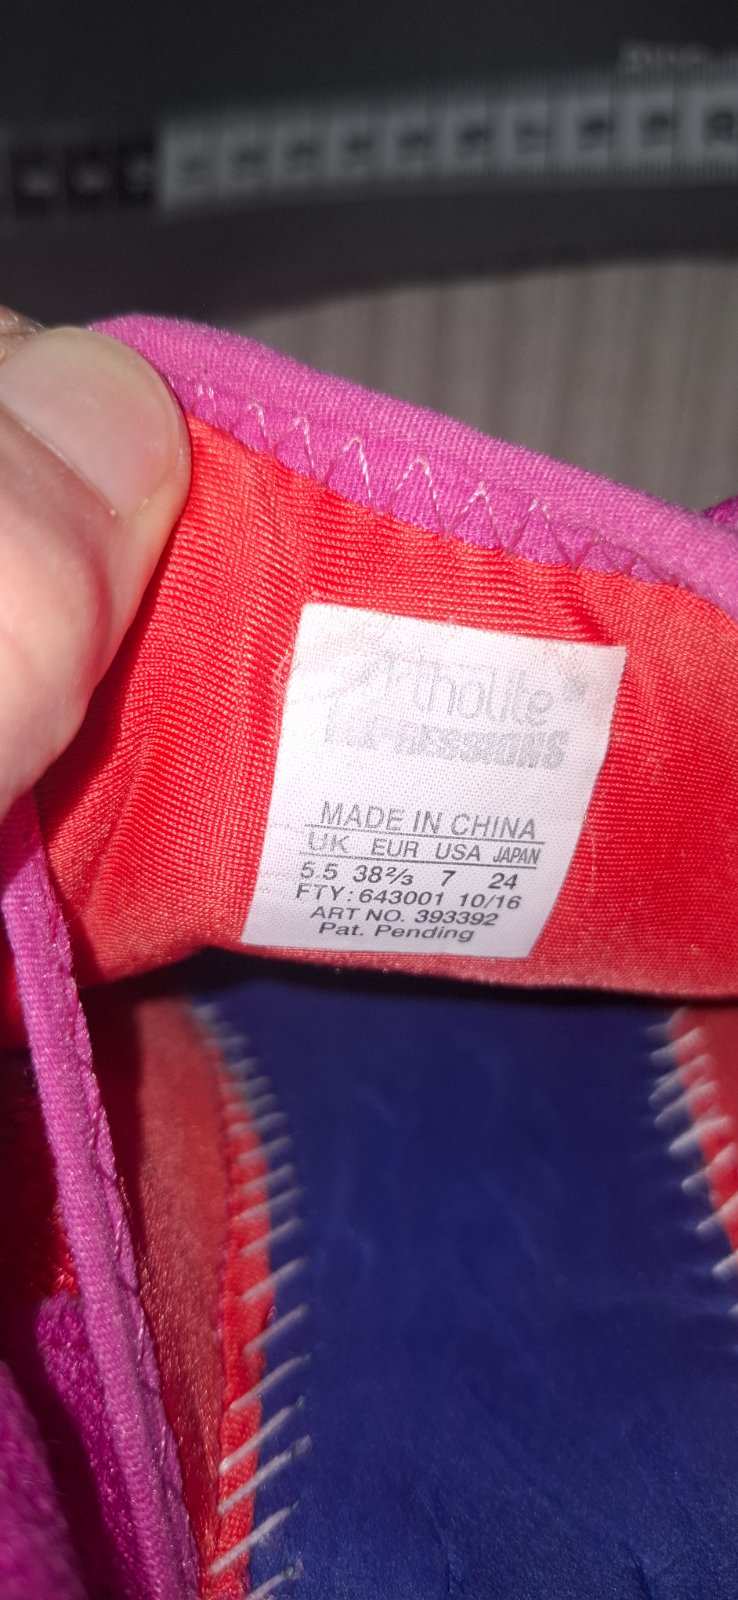 Ortholite
EXPRESSIONS
MADE IN CHINA
UK EUR USA JAPAN
5.5 38⅔ 7 24
FTY: 643001 10/16
ART NO. 393392
Pat. Pending